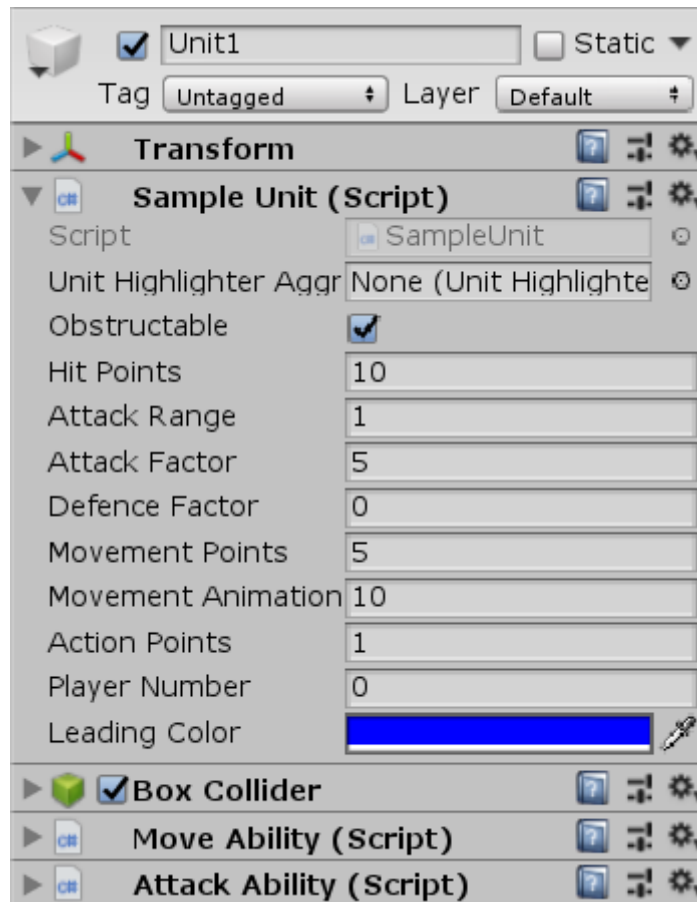 Unit1 Static
Tag Untagged Layer Default
Transform
Sample Unit (Script)
Script SampleUnit
Unit Highlighter Aggr None (Unit Highlighte
Obstructable
Hit Points 10
Attack Range 1
Attack Factor 5
Defence Factor 0
Movement Points 5
Movement Animation 10
Action Points 1
Player Number 0
Leading Color
Box Collider
C# Move Ability (Script)
C# Attack Ability (Script)